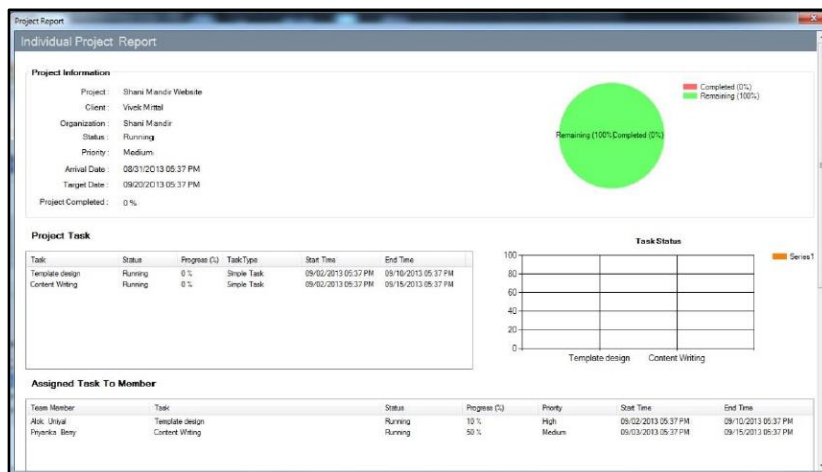 Project Report
Individual Project Report
Project Information
Project : Shani Mandir Website
Client : Vivek Mittal
Organization : Shani Mandir
Status : Running
Priority : Medium
Arrival Date : 08/31/2013 05:37 PM
Target Date : 09/20/2013 05:37 PM
Project Completed : 0 %
Completed (0%)
Remaining (100%)
Remaining (100%Completed (0%)
Project Task
Task Status Progress (%) TaskType Start Time End Time
Template design Running 0 % Simple Task 09/02/2013 05:37 PM 09/10/2013 05:37 PM
Content Writing Running 0 % Simple Task 09/02/2013 05:37 PM 09/15/2013 05:37 PM
TaskStatus
Series1
100
80
60
40
20
0
Template design Content Writing
Assigned Task To Member
Team Member Task Status Progress (%) Priority Start Time End Time
Alok Uniyal Template design Running 10 % High 09/02/2013 05:37 PM 09/10/2013 05:37 PM
Priyanka Berry Content Writing Running 50 % Medium 09/03/2013 05:37 PM 09/15/2013 05:37 PM